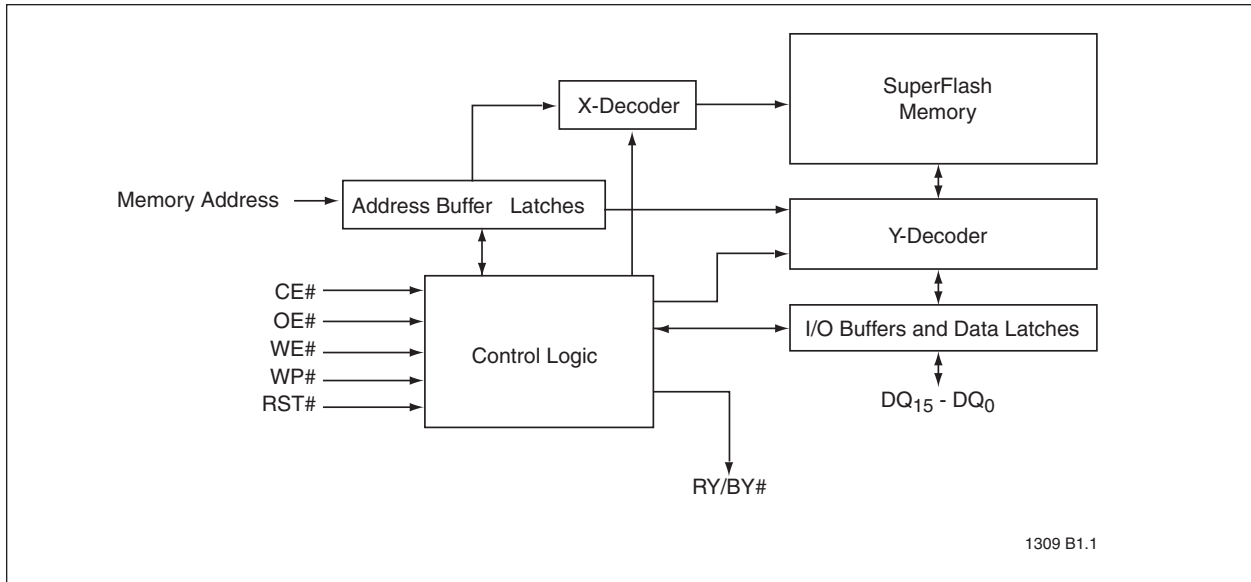 SuperFlash
Memory
X-Decoder
Memory Address
Address Buffer Latches
Y-Decoder
CE#
OE#
WE#
WP#
RST#
Control Logic
I/O Buffers and Data Latches
DQ15 - DQ0
RY/BY#
1309 B1.1